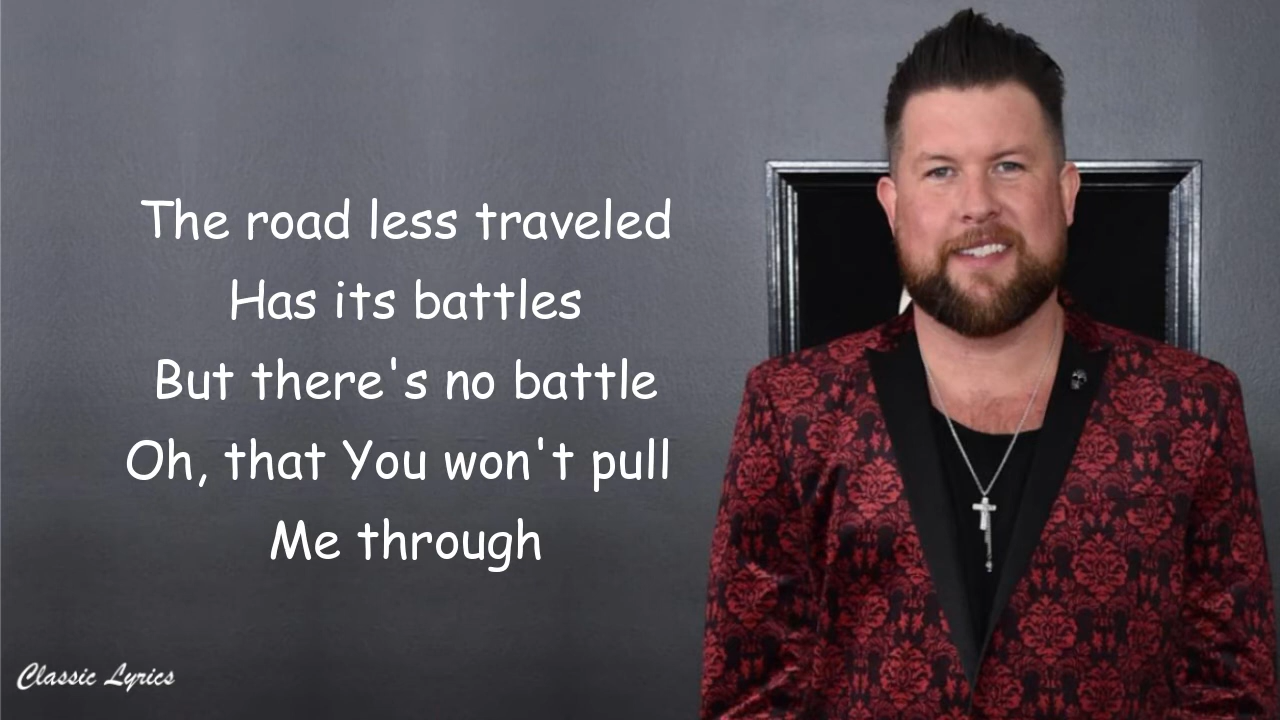 The road less traveled
Has its battles
But there's no battle
Oh, that You won't pull
Me through
Classic Lyrics